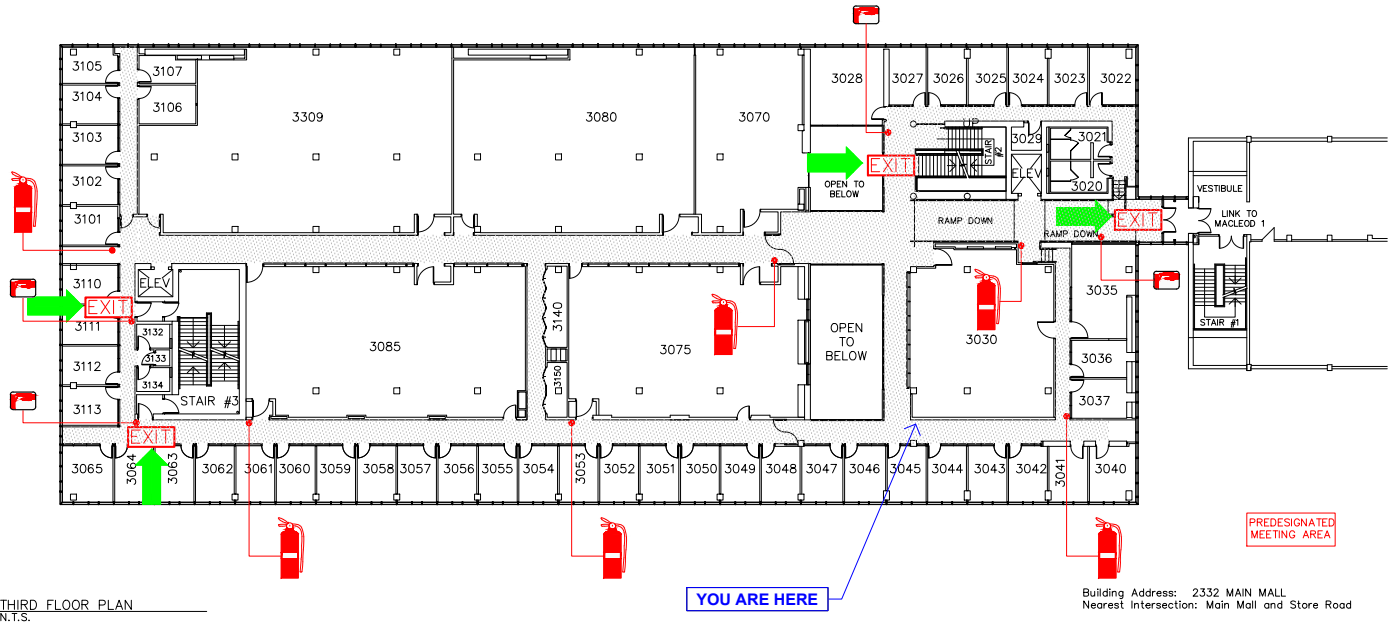 3105
3107
3104
3106
3103
3102
3101
3309
3080
3070
3028
3027
3026
3025
3024
3023
3022
UP
STAIR
#2
3029
ELEV
3021
3020
EXIT
OPEN TO
BELOW
RAMP DOWN
RAMP DOWN
EXIT
VESTIBULE
LINK TO
MACLEOD 1
STAIR #1
3110
ELEV
EXIT
3111
3112
3113
3132
3133
3134
STAIR #3
3085
3140
3150
3075
OPEN
TO
BELOW
3030
3035
3036
3037
EXIT
3065
3064
3063
3062
3061
3060
3059
3058
3057
3056
3055
3054
3053
3052
3051
3050
3049
3048
3047
3046
3045
3044
3043
3042
3041
3040
PREDESIGNATED
MEETING AREA
YOU ARE HERE
THIRD FLOOR PLAN
N.T.S.
Building Address: 2332 MAIN MALL
Nearest Intersection: Main Mall and Store Road